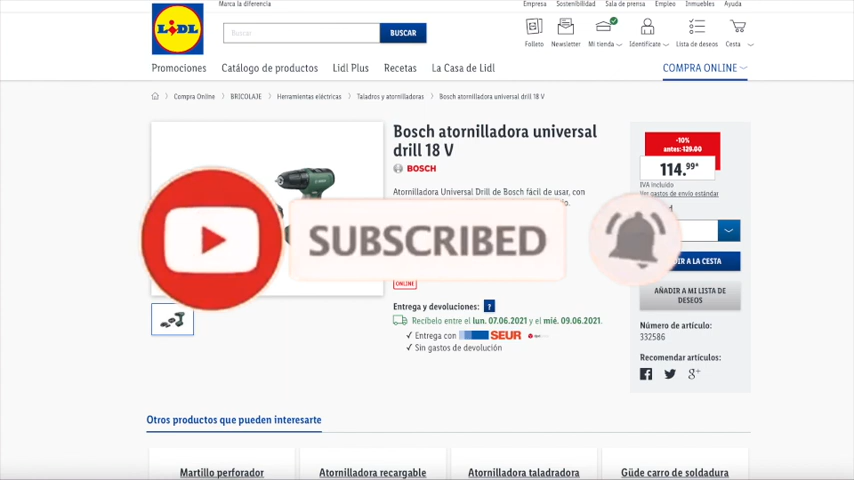 Marca la diferencia
Empresa Sostenibilidad Sala de prensa Empleo Inmuebles Ayuda
LIDL
Buscar
BUSCAR
Folleto Newsletter Mi tienda Identifícate Lista de deseos Cesta
Promociones Catálogo de productos Lidl Plus Recetas La Casa de Lidl
COMPRA ONLINE
Compra Online BRICOLAJE Herramientas eléctricas Taladros y atornilladoras Bosch atornilladora universal drill 18 V
Bosch atornilladora universal
drill 18 V
BOSCH
Atornilladora Universal Drill de Bosch fácil de usar, con
-10%
antes: 129.00
114.99*
IVA incluido
Ver gastos de envío estándar
SUBSCRIBED
DIR A LA CESTA
AÑADIR A MI LISTA DE
DESEOS
ONLINE
Entrega y devoluciones: ?
Recíbelo entre el lun. 07.06.2021 y el mié. 09.06.2021.
✓ Entrega con SEUR
✓ Sin gastos de devolución
Número de artículo:
332586
Recomendar artículos:
g+
Otros productos que pueden interesarte
Martillo perforador Atornilladora recargable Atornilladora taladradora Güde carro de soldadura